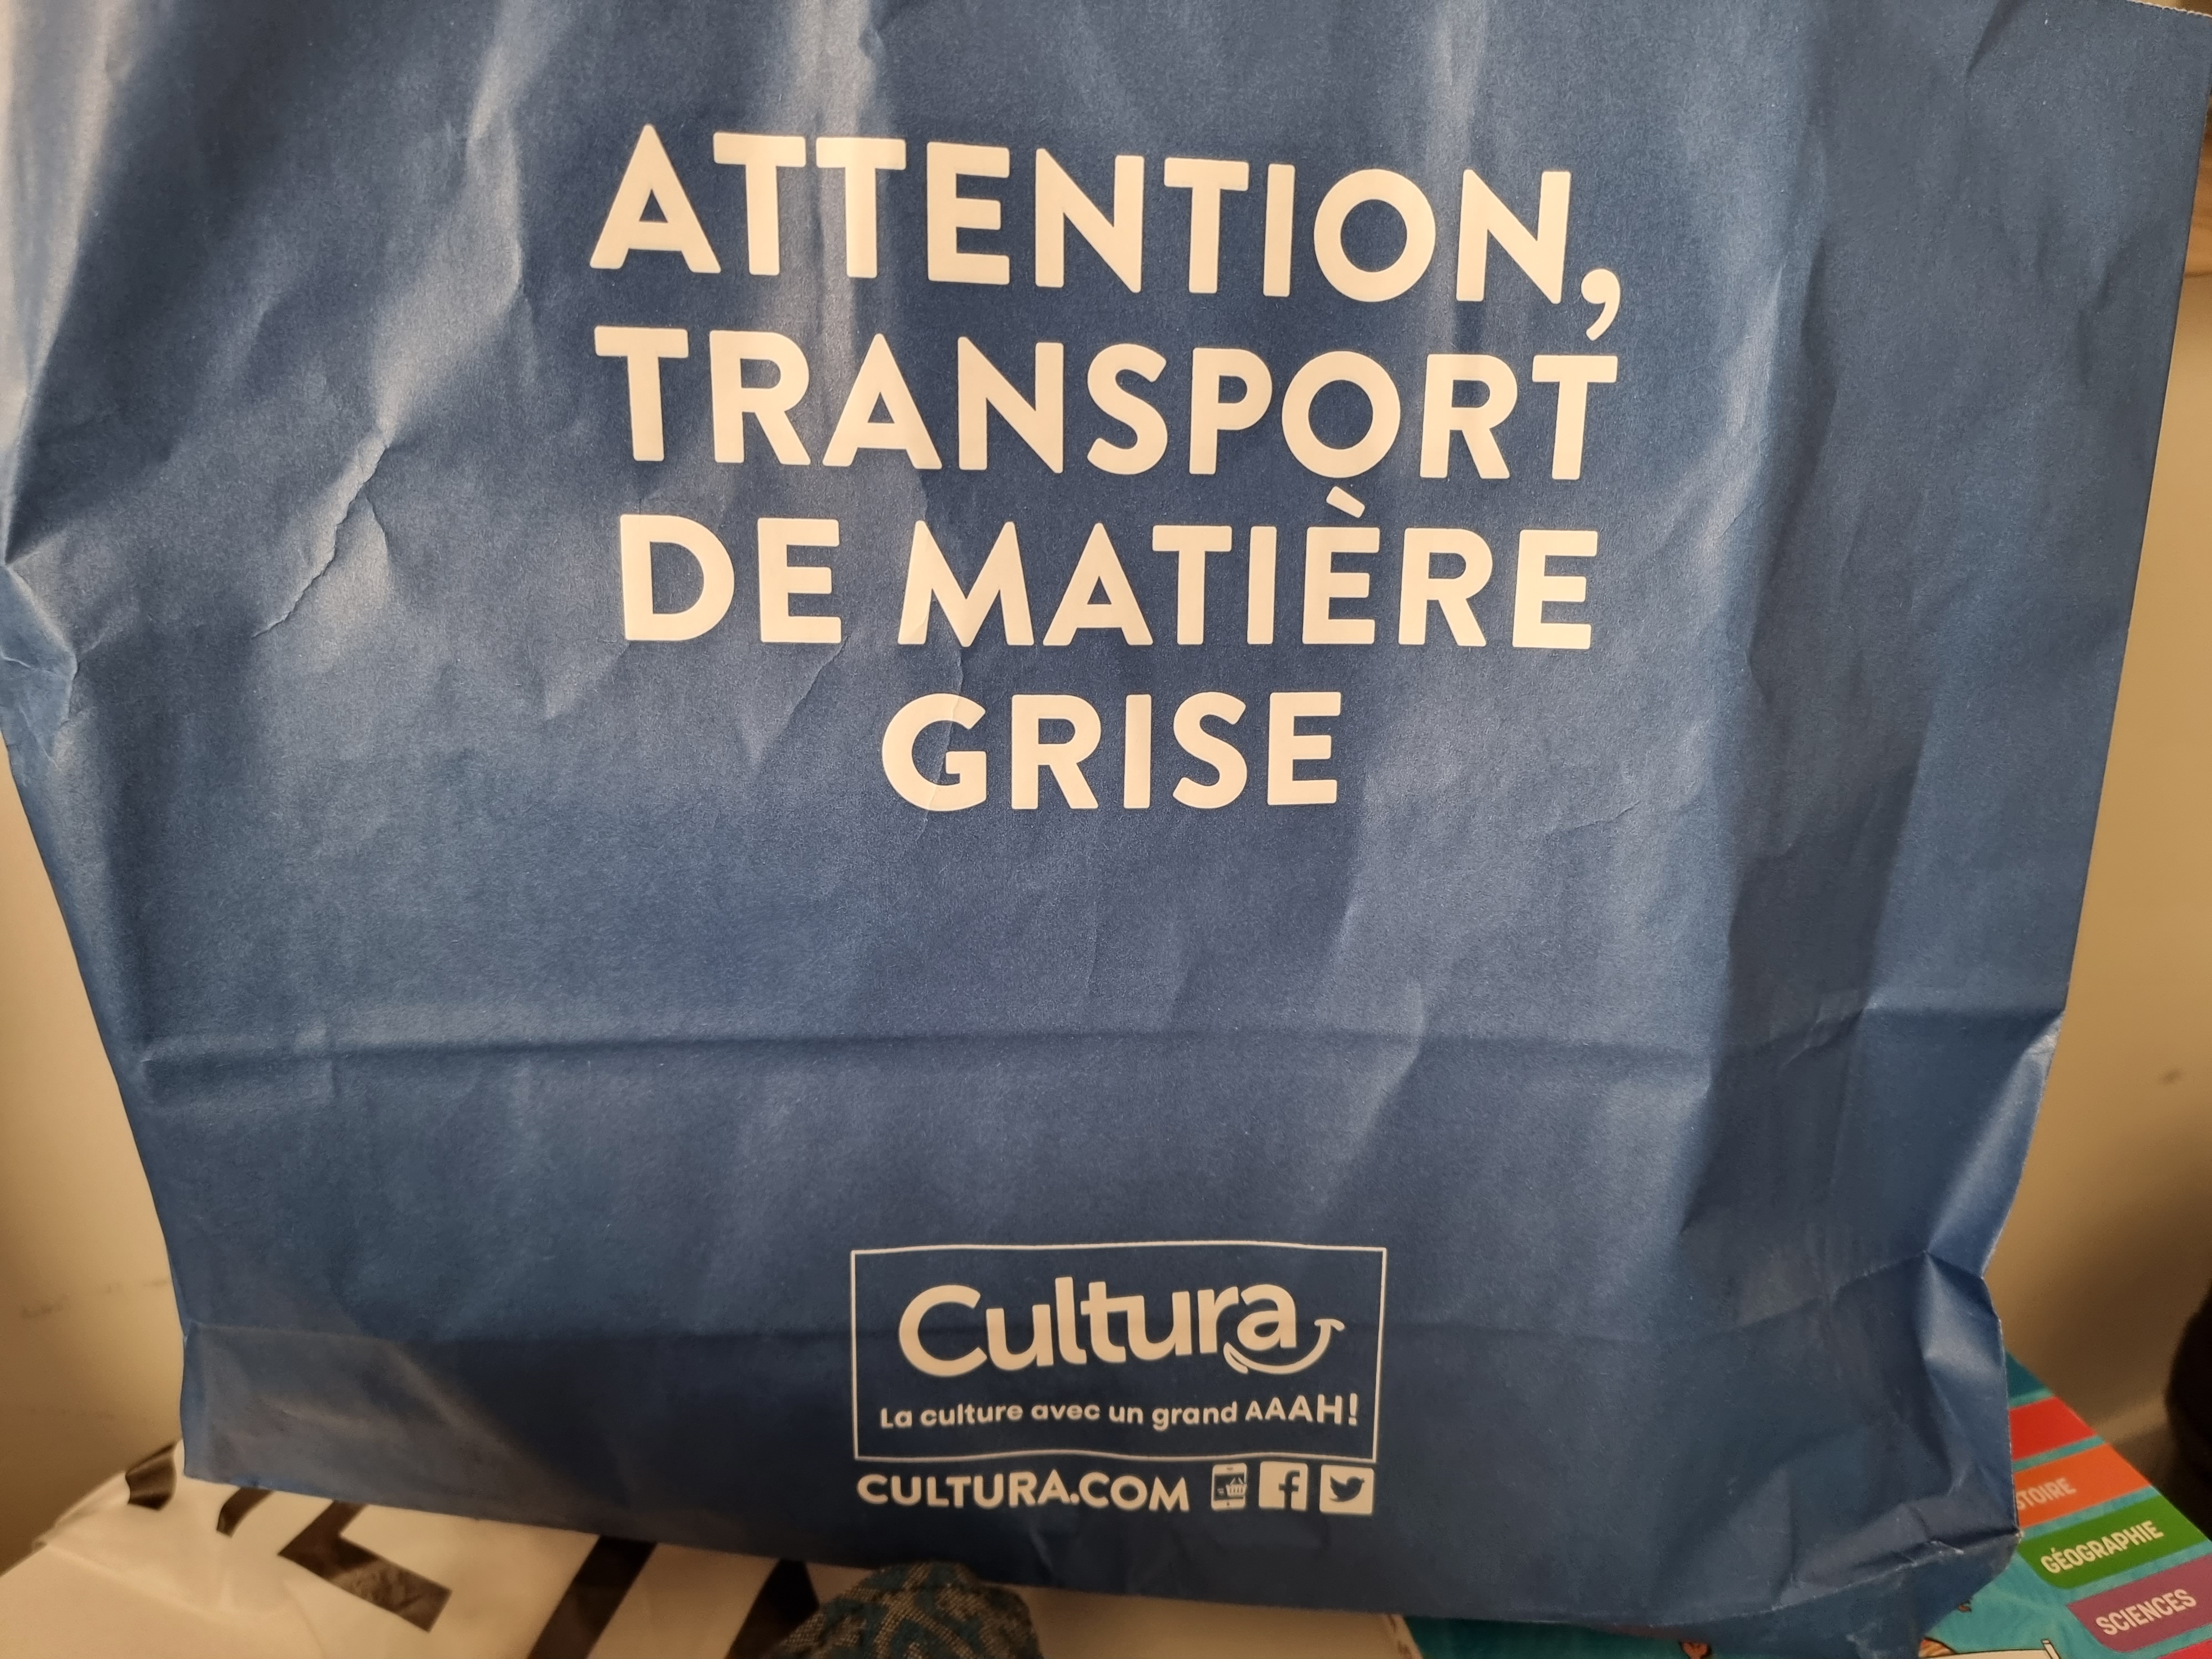 ATTENTION,
TRANSPORT
DE MATIÈRE
GRISE
Cultura
La culture avec un grand AAAH!
CULTURA.COM
GÉOGRAPHIE
SCIENCES